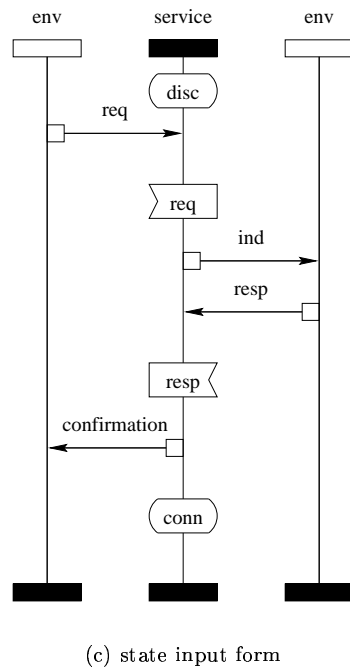 env service env
disc
req
req
ind
resp
resp
confirmation
conn
(c) state input form